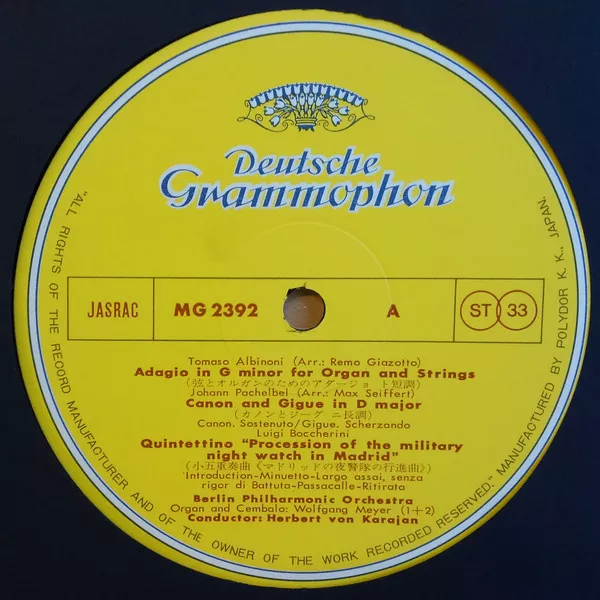 Deutsche
Grammophon
JASRAC
MG 2392
A
ST 33
Tomaso Albinoni (Arr.: Remo Giazotto)
Adagio in G minor for Organ and Strings
(弦とオルガンのためのアダージョ ト短調)
Johann Pachelbel (Arr.: Max Seiffert)
Canon and Gigue in D major
(カノンとジーグ ニ長調)
Canon. Sostenuto/Gigue. Scherzando
Luigi Boccherini
Quintettino "Procession of the military
night watch in Madrid"
(小五重奏曲《マドリッドの夜警隊の行進曲》)
Introduction-Minuetto-Largo assai, senza
rigor di Battuta-Passacalle-Ritirata
Berlin Philharmonic Orchestra
Organ and Cembalo: Wolfgang Meyer (1+2)
Conductor: Herbert von Karajan
"ALL RIGHTS OF THE RECORD MANUFACTURER AND OF THE OWNER OF THE WORK RECORDED RESERVED." MANUFACTURED BY POLYDOR K. K., JAPAN.